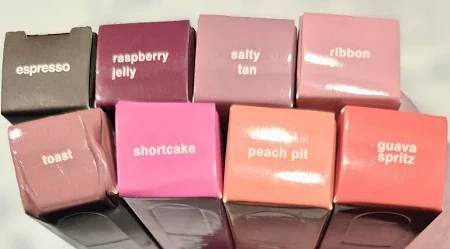 espresso
raspberry
jelly
salty
tan
ribbon
toast
shortcake
peach pit
guava
spritz